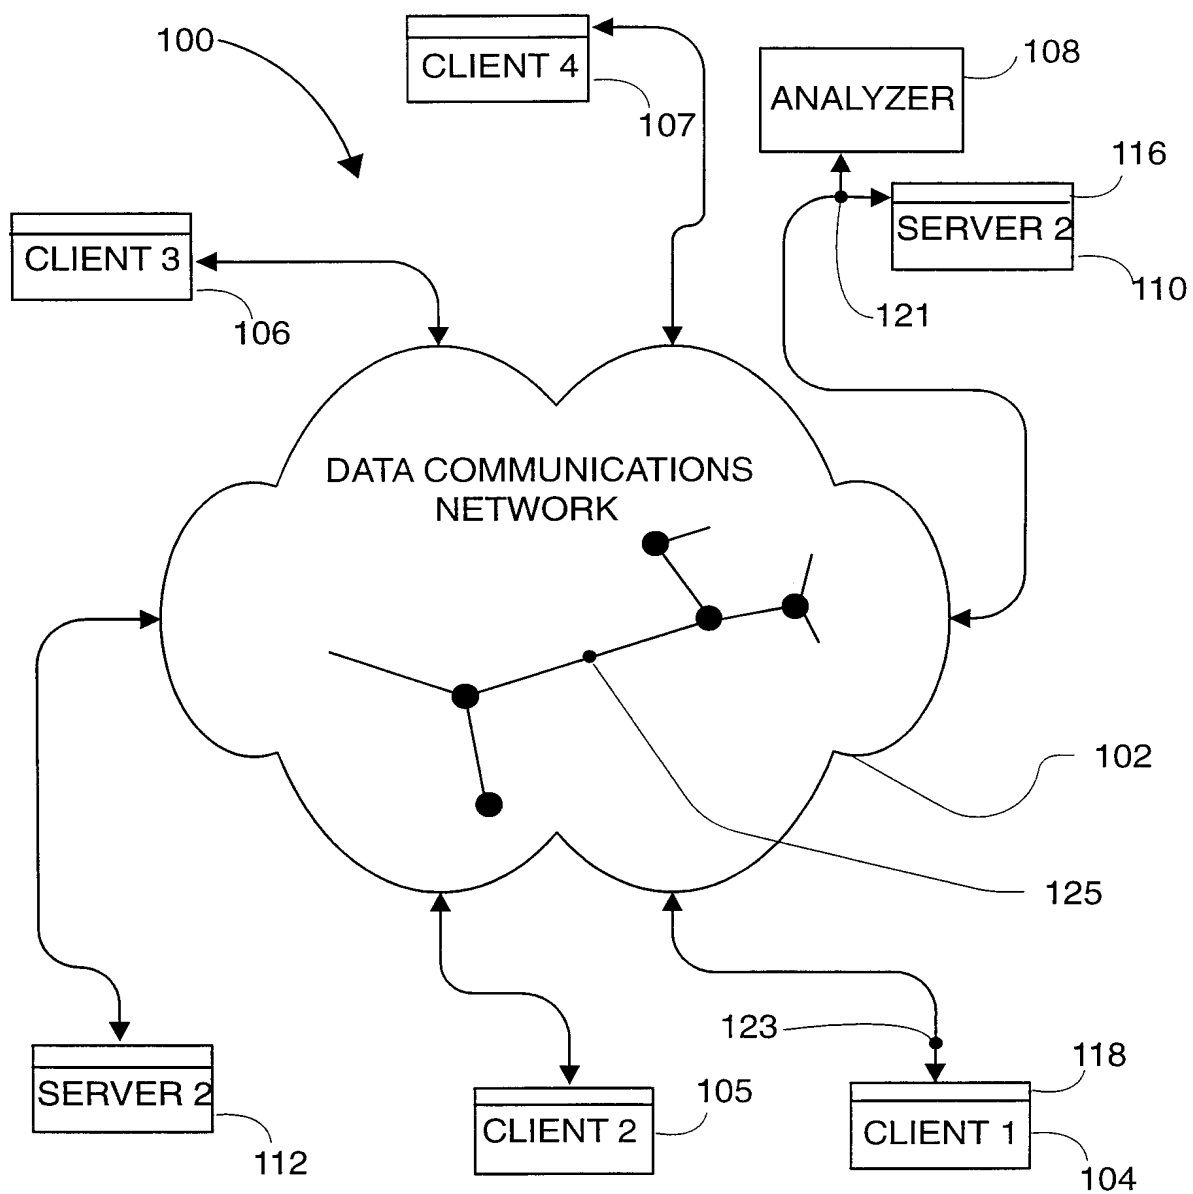 100
CLIENT 4
107
ANALYZER
108
116
SERVER 2
110
121
CLIENT 3
106
DATA COMMUNICATIONS
NETWORK
102
125
123
118
CLIENT 1
104
105
CLIENT 2
SERVER 2
112